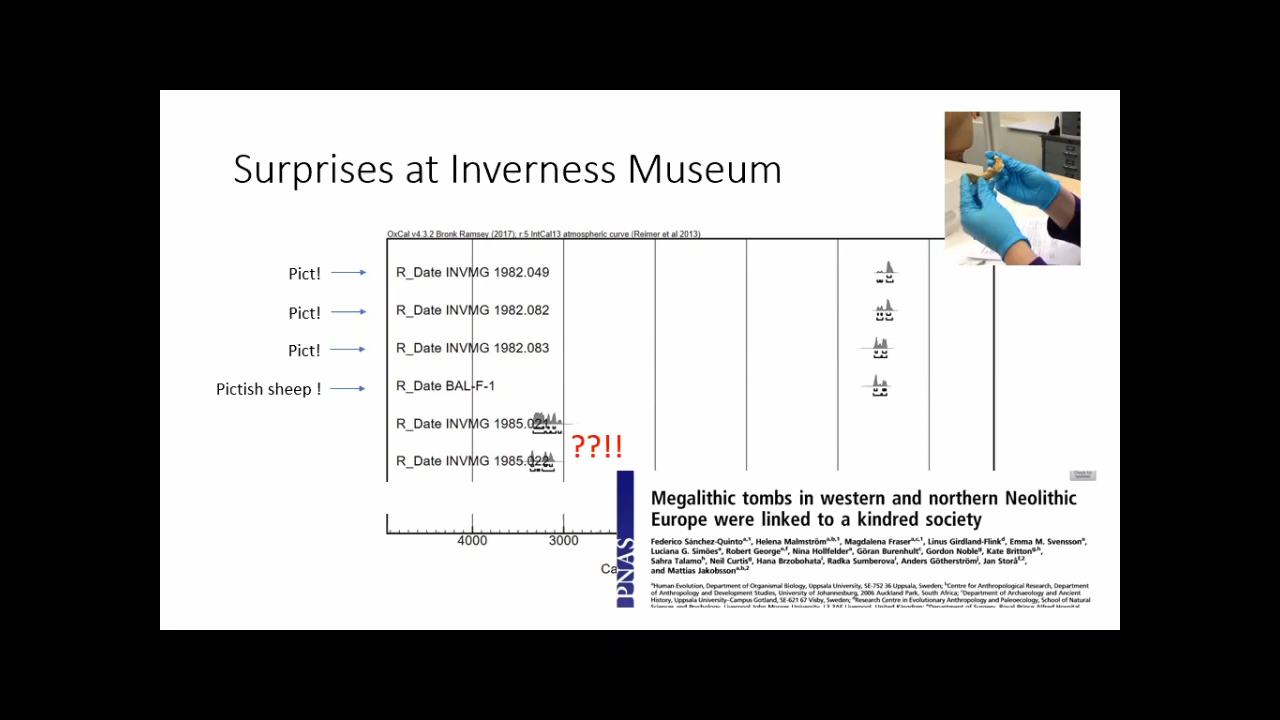 Surprises at Inverness Museum
OxCal v4.3.2 Bronk Ramsey (2017); r:5 IntCal13 atmospheric curve (Reimer et al 2013)
Pict!
R_Date INVMG 1982.049
Pict!
R_Date INVMG 1982.082
Pict!
R_Date INVMG 1982.083
Pictish sheep !
R_Date BAL-F-1
R_Date INVMG 1985.021
R_Date INVMG 1985.022
??!!
4000
3000
Ca
PNAS
Megalithic tombs in western and northern Neolithic
Europe were linked to a kindred society
Federico Sánchez-Quinto, Helena Malmström, Magdalena Fraser, Linus Girdland-Flink, Emma M. Svensson,
Luciana G. Simões, Robert George, Nina Hollfelder, Göran Burenhult, Gordon Noble, Kate Britton,
Sahra Talamo, Neil Curtis, Hana Brzobohata, Radka Sumberova, Anders Götherström, Jan Storå,
and Mattias Jakobsson
Human Evolution, Department of Organismal Biology, Uppsala University, SE-752 36 Uppsala, Sweden; Centre for Anthropological Research, Department
of Anthropology and Development Studies, University of Johannesburg, 2006 Auckland Park, South Africa; Department of Archaeology and Ancient
History, Uppsala University-Campus Gotland, SE-621 67 Visby, Sweden; Research Centre in Evolutionary Anthropology and Paleoecology, School of Natural